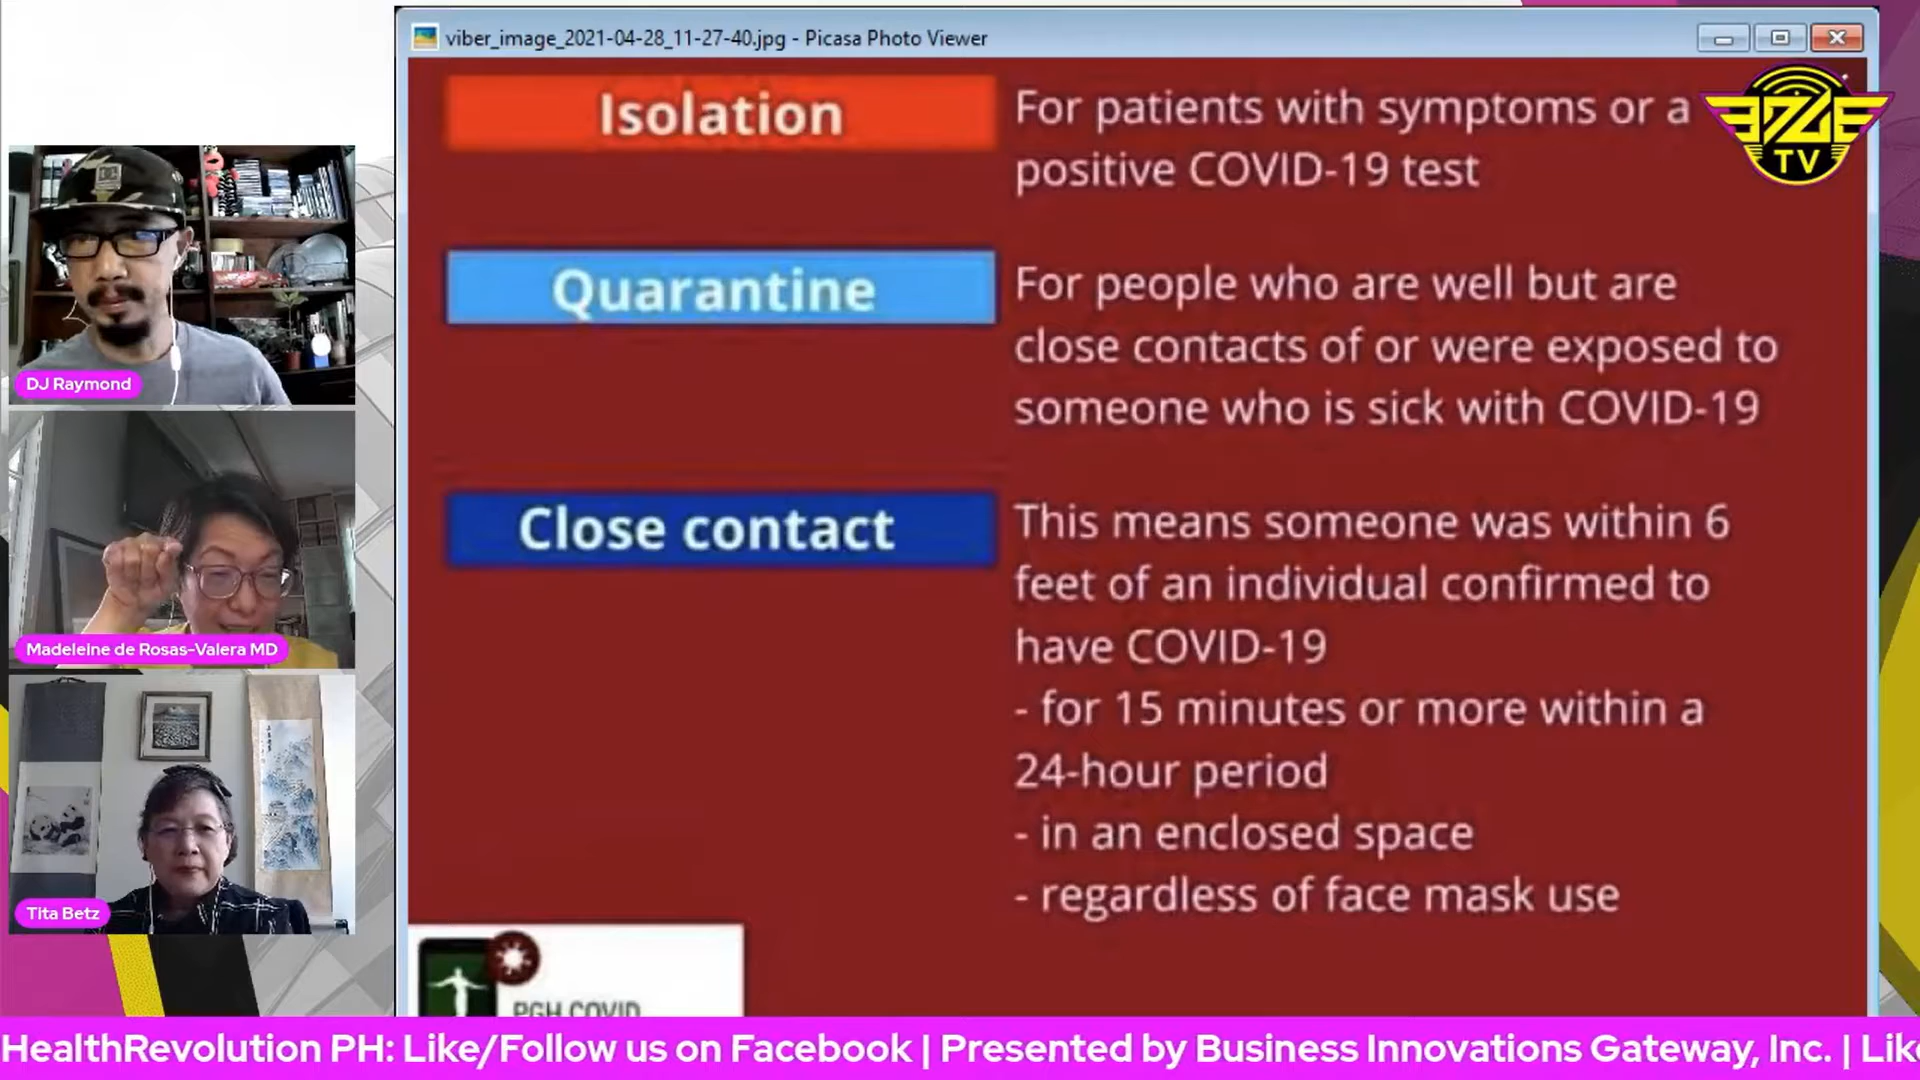 viber_image_2021-04-28_11-27-40.jpg - Picasa Photo Viewer
Isolation
For patients with symptoms or a
positive COVID-19 test
TV
Quarantine
For people who are well but are
close contacts of or were exposed to
someone who is sick with COVID-19
Close contact
This means someone was within 6
feet of an individual confirmed to
have COVID-19
- for 15 minutes or more within a
24-hour period
- in an enclosed space
- regardless of face mask use
DJ Raymond
Madeleine de Rosas-Valera MD
Tita Betz
PGH COVID
HealthRevolution PH: Like/Follow us on Facebook | Presented by Business Innovations Gateway, Inc. | Like